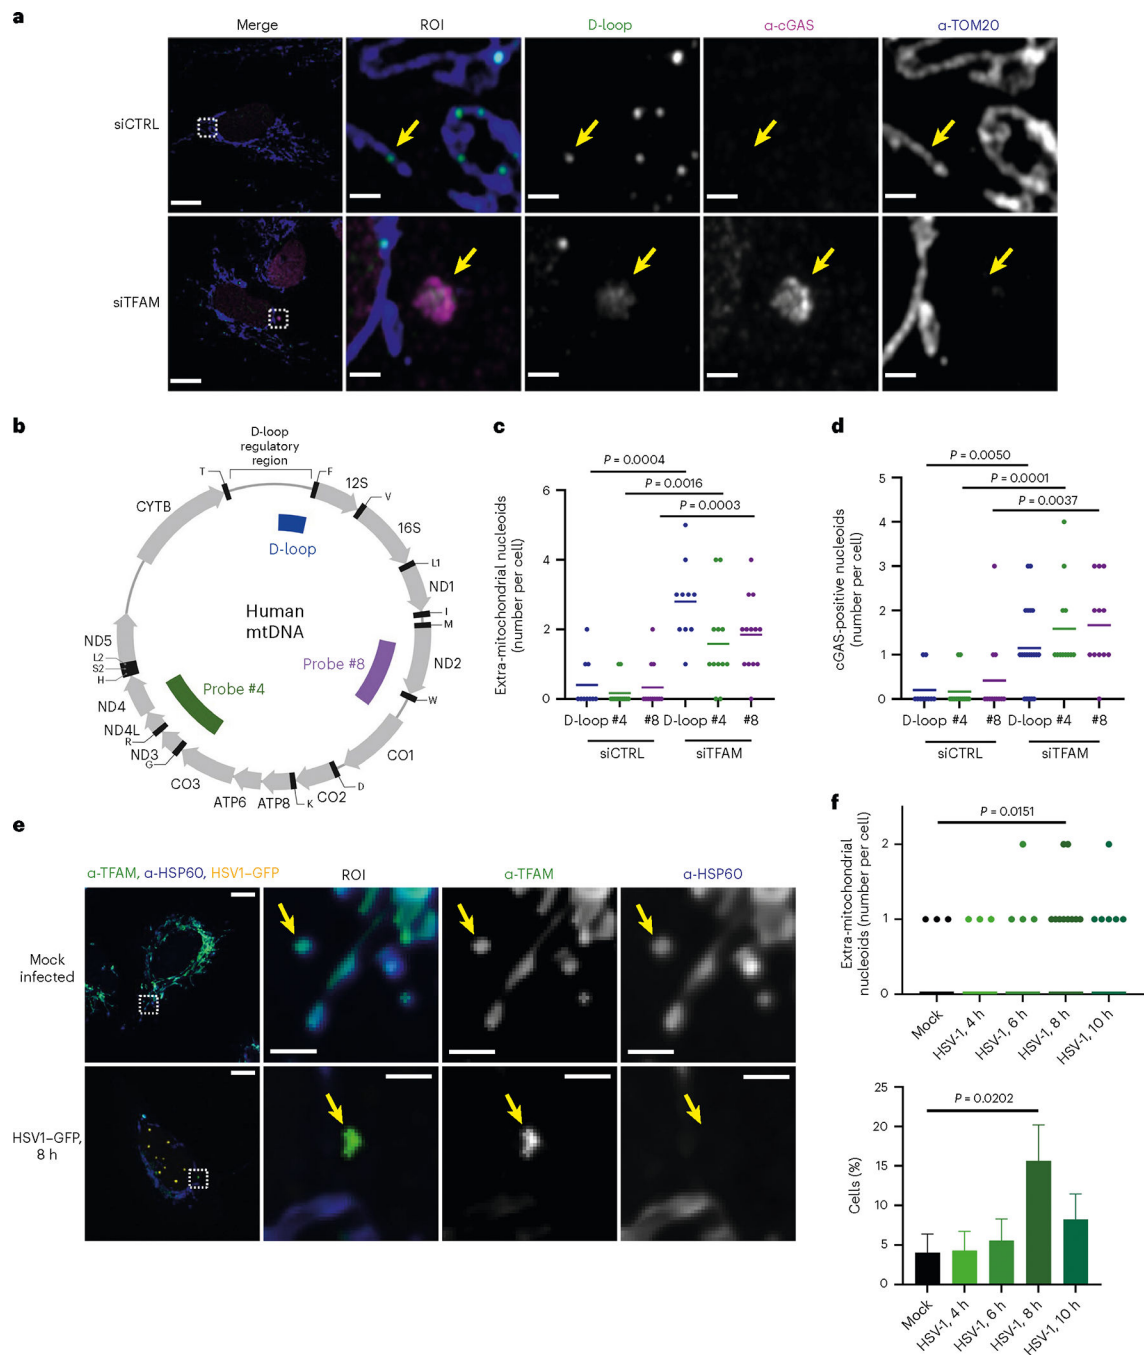 a
Merge
ROI
D-loop
α-cGAS
α-TOM20
siCTRL
siTFAM
b
D-loop
regulatory
region
T
F
12S
V
CYTB
16S
D-loop
L1
ND1
I
M
Human
mtDNA
ND5
ND2
L2
S2
H
Probe #8
Probe #4
W
ND4
ND4L
R
ND3
G
CO1
CO3
D
CO2
K
ATP6
ATP8
c
P = 0.0004
P = 0.0016
P = 0.0003
Extra-mitochondrial nucleoids
(number per cell)
6
4
2
0
D-loop #4 #8 D-loop #4 #8
siCTRL siTFAM
d
P = 0.0050
P = 0.0001
P = 0.0037
cGAS-positive nucleoids
(number per cell)
5
4
3
2
1
0
D-loop #4 #8 D-loop #4 #8
siCTRL siTFAM
e
α-TFAM, α-HSP60, HSV1–GFP
ROI
α-TFAM
α-HSP60
Mock
infected
HSV1–GFP,
8 h
f
P = 0.0151
Extra-mitochondrial
nucleoids (number per cell)
2
1
0
Mock
HSV-1, 4 h
HSV-1, 6 h
HSV-1, 8 h
HSV-1, 10 h
P = 0.0202
Cells (%)
25
20
15
10
5
0
Mock
HSV-1, 4 h
HSV-1, 6 h
HSV-1, 8 h
HSV-1, 10 h